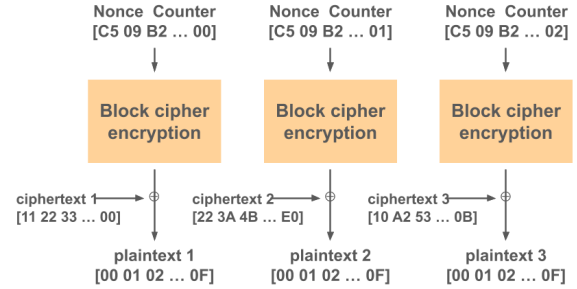 Nonce Counter Nonce Counter Nonce Counter
[C5 09 B2 … 00] [C5 09 B2 … 01] [C5 09 B2 … 02]
Block cipher Block cipher Block cipher
encryption encryption encryption
ciphertext 1 ciphertext 2 ciphertext 3
[11 22 33 … 00] [22 3A 4B … E0] [10 A2 53 … 0B]
plaintext 1 plaintext 2 plaintext 3
[00 01 02 … 0F] [00 01 02 … 0F] [00 01 02 … 0F]